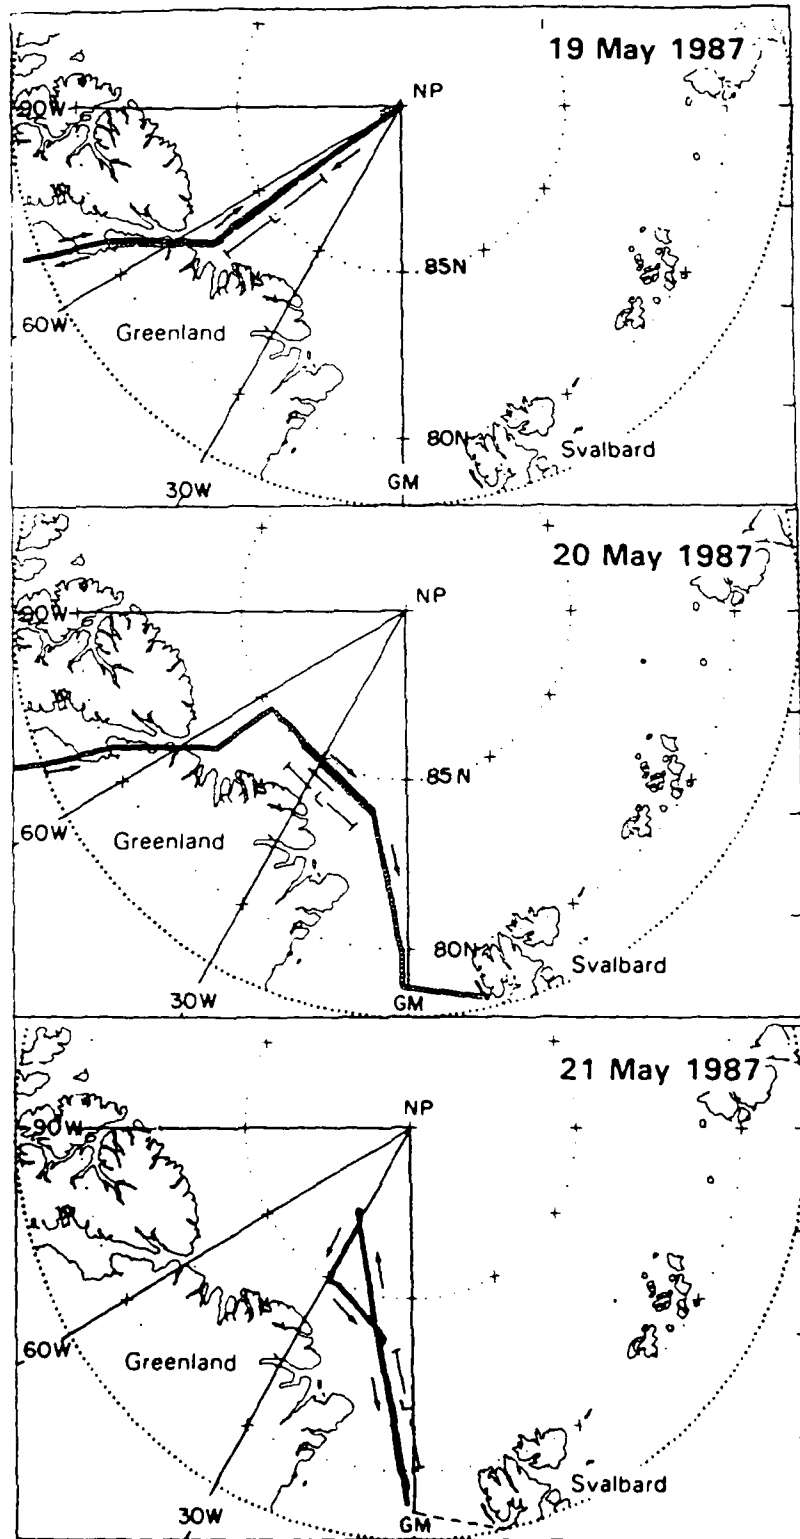 19 May 1987
NP
90W
85N
60W
Greenland
80N
Svalbard
GM
30W
20 May 1987
NP
90W
85N
60W
Greenland
80N
Svalbard
GM
30W
21 May 1987
NP
90W
60W
Greenland
Svalbard
30W
GM